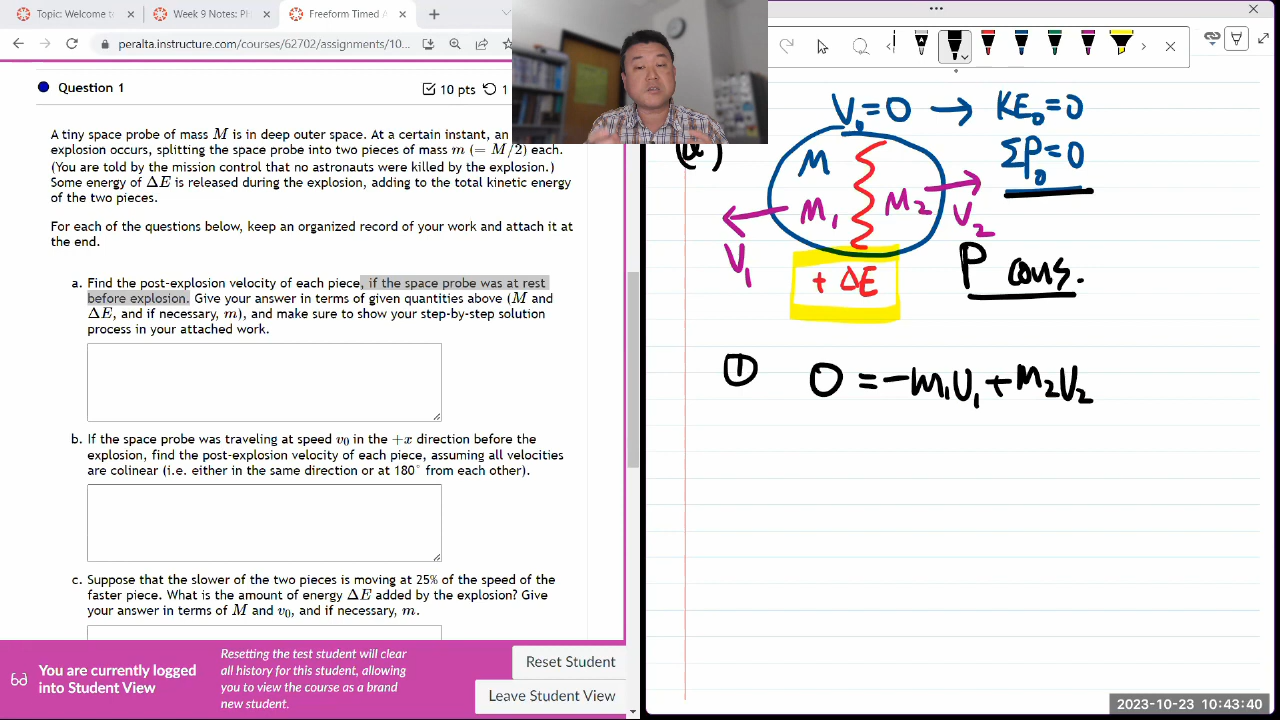 Topic: Welcome to
Week 9 Notes: Ph
Freeform Timed A
peralta.instructure.com/courses/62702/assignments/10...
Question 1
10 pts
1
A tiny space probe of mass M is in deep outer space. At a certain instant, an
explosion occurs, splitting the space probe into two pieces of mass m (= M/2) each.
(You are told by the mission control that no astronauts were killed by the explosion.)
Some energy of ΔE is released during the explosion, adding to the total kinetic energy
of the two pieces.
For each of the questions below, keep an organized record of your work and attach it at
the end.
a. Find the post-explosion velocity of each piece, if the space probe was at rest
before explosion. Give your answer in terms of given quantities above (M and
ΔE, and if necessary, m), and make sure to show your step-by-step solution
process in your attached work.
b. If the space probe was traveling at speed v₀ in the +x direction before the
explosion, find the post-explosion velocity of each piece, assuming all velocities
are colinear (i.e. either in the same direction or at 180° from each other).
c. Suppose that the slower of the two pieces is moving at 25% of the speed of the
faster piece. What is the amount of energy ΔE added by the explosion? Give
your answer in terms of M and v₀, and if necessary, m.
You are currently logged
into Student View
Resetting the test student will clear
all history for this student, allowing
you to view the course as a brand
new student.
Reset Student
Leave Student View
V₀=0 → KE₀=0
ΣP₀=0
M
M₁ M₂
V₁ V₂
+ ΔE
P cons.
① 0 = -m₁v₁ + m₂v₂
2023-10-23 10:43:40